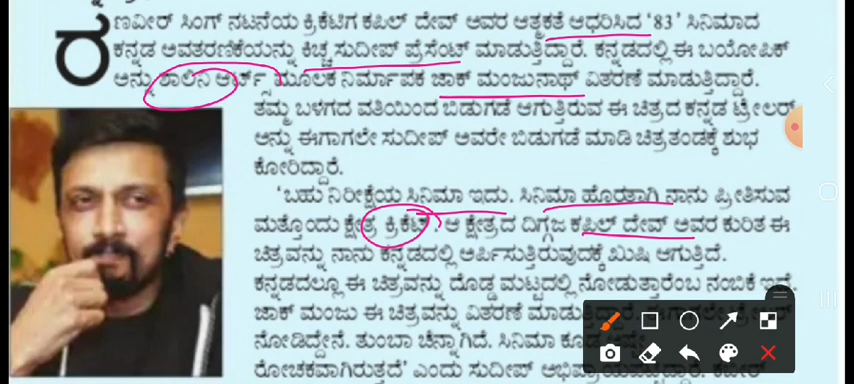 ರಣವೀರ್ ಸಿಂಗ್ ನಟನೆಯ ಕ್ರಿಕೆಟಿಗ ಕಪಿಲ್ ದೇವ್ ಅವರ ಆತ್ಮಕತೆ ಆಧರಿಸಿದ '83' ಸಿನಿಮಾದ
ಕನ್ನಡ ಅವತರಣಿಕೆಯನ್ನು ಕಿಚ್ಚ ಸುದೀಪ್ ಪ್ರೆಸೆಂಟ್ ಮಾಡುತ್ತಿದ್ದಾರೆ. ಕನ್ನಡದಲ್ಲಿ ಈ ಬಯೋಪಿಕ್
ಅನ್ನು ಶಾಲಿನಿ ಆರ್ಟ್ಸ್ ಮೂಲಕ ನಿರ್ಮಾಪಕ ಜಾಕ್ ಮಂಜುನಾಥ್ ವಿತರಣೆ ಮಾಡುತ್ತಿದ್ದಾರೆ.
ತಮ್ಮ ಬಳಗದ ವತಿಯಿಂದ ಬಿಡುಗಡೆ ಆಗುತ್ತಿರುವ ಈ ಚಿತ್ರದ ಕನ್ನಡ ಟ್ರೇಲರ್
ಅನ್ನು ಈಗಾಗಲೇ ಸುದೀಪ್ ಅವರೇ ಬಿಡುಗಡೆ ಮಾಡಿ ಚಿತ್ರತಂಡಕ್ಕೆ ಶುಭ
ಕೋರಿದ್ದಾರೆ.
'ಬಹು ನಿರೀಕ್ಷೆಯ ಸಿನಿಮಾ ಇದು. ಸಿನಿಮಾ ಹೊರತಾಗಿ ನಾನು ಪ್ರೀತಿಸುವ
ಮತ್ತೊಂದು ಕ್ಷೇತ್ರ ಕ್ರಿಕೆಟ್. ಆ ಕ್ಷೇತ್ರದ ದಿಗ್ಗಜ ಕಪಿಲ್ ದೇವ್ ಅವರ ಕುರಿತ ಈ
ಚಿತ್ರವನ್ನು ನಾನು ಕನ್ನಡದಲ್ಲಿ ಅರ್ಪಿಸುತ್ತಿರುವುದಕ್ಕೆ ಖುಷಿ ಆಗುತ್ತಿದೆ.
ಕನ್ನಡದಲ್ಲೂ ಈ ಚಿತ್ರವನ್ನು ದೊಡ್ಡ ಮಟ್ಟದಲ್ಲಿ ನೋಡುತ್ತಾರೆಂಬ ನಂಬಿಕೆ ಇದೆ.
ಜಾಕ್ ಮಂಜು ಈ ಚಿತ್ರವನ್ನು ವಿತರಣೆ ಮಾಡುತ್ತಿದ್ದಾರೆ. ಈಗಾಗಲೇ ಟ್ರೇಲರ್
ನೋಡಿದ್ದೇನೆ. ತುಂಬಾ ಚೆನ್ನಾಗಿದೆ. ಸಿನಿಮಾ ಕೂಡ
ರೋಚಕವಾಗಿರುತ್ತದೆ' ಎಂದು ಸುದೀಪ್